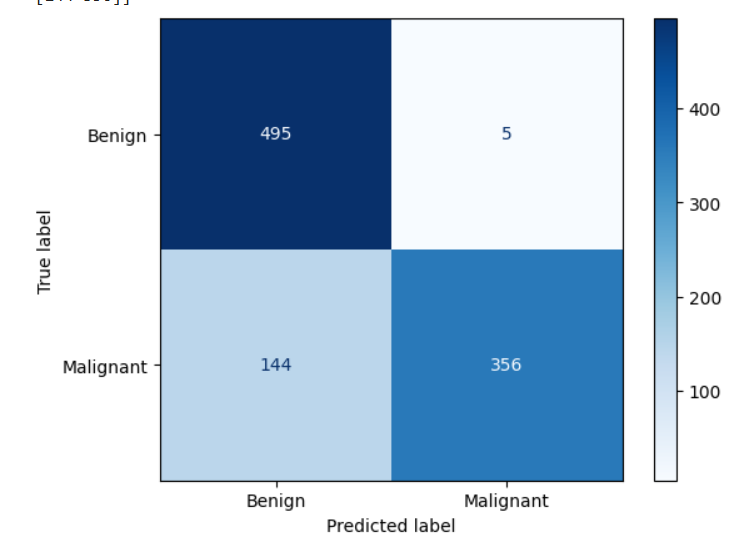 Benign 495 5 400
300
True label
200
Malignant 144 356 100
Benign Malignant
Predicted label